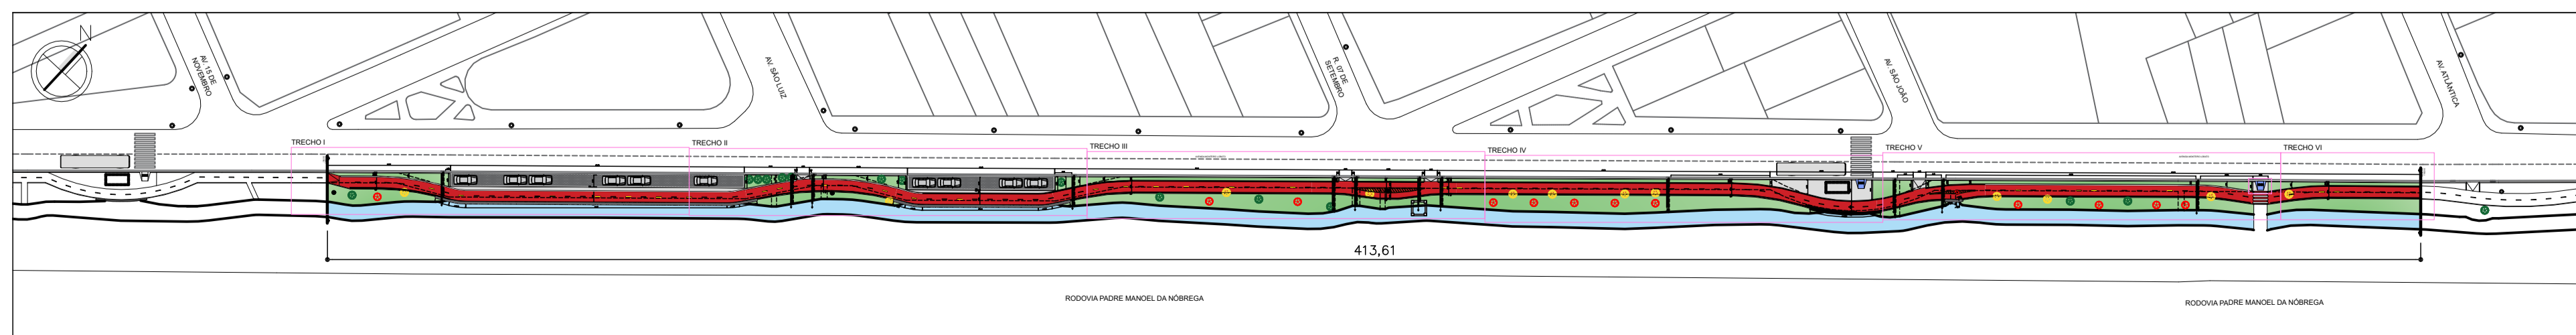 N
AV. 15 DE
NOVEMBRO
AV. SÃO LUIZ
R. 07 DE
SETEMBRO
AV. SÃO JOÃO
AV. ATLÂNTICA
TRECHO I
TRECHO II
TRECHO III
TRECHO IV
TRECHO V
TRECHO VI
413,61
RODOVIA PADRE MANOEL DA NÓBREGA
RODOVIA PADRE MANOEL DA NÓBREGA